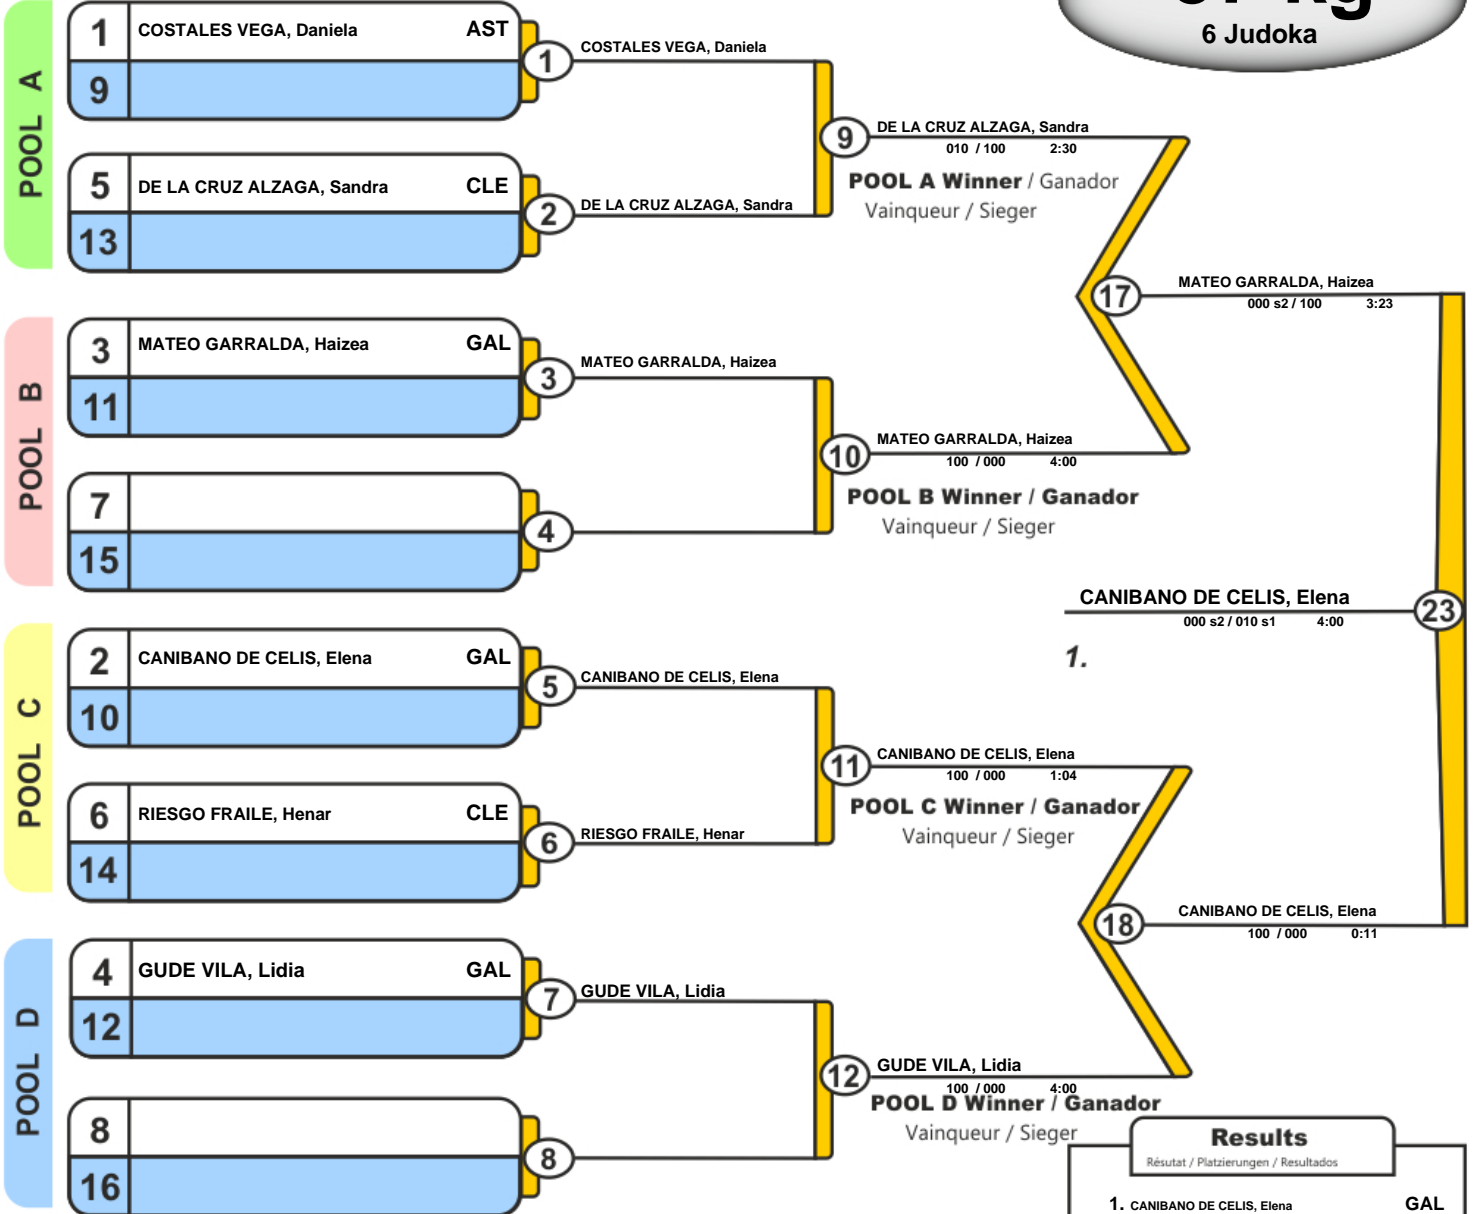 6 Judoka
POOL A
1 COSTALES VEGA, Daniela AST
9
1
COSTALES VEGA, Daniela
5 DE LA CRUZ ALZAGA, Sandra CLE
13
2
DE LA CRUZ ALZAGA, Sandra
9
DE LA CRUZ ALZAGA, Sandra
010 / 100 2:30
POOL A Winner / Ganador
Vainqueur / Sieger
POOL B
3 MATEO GARRALDA, Haizea GAL
11
3
MATEO GARRALDA, Haizea
7
15
4
10
MATEO GARRALDA, Haizea
100 / 000 4:00
POOL B Winner / Ganador
Vainqueur / Sieger
17
MATEO GARRALDA, Haizea
000 s2 / 100 3:23
POOL C
2 CANIBANO DE CELIS, Elena GAL
10
5
CANIBANO DE CELIS, Elena
6 RIESGO FRAILE, Henar CLE
14
6
RIESGO FRAILE, Henar
11
CANIBANO DE CELIS, Elena
100 / 000 1:04
POOL C Winner / Ganador
Vainqueur / Sieger
POOL D
4 GUDE VILA, Lidia GAL
12
7
GUDE VILA, Lidia
8
16
8
12
GUDE VILA, Lidia
100 / 000 4:00
POOL D Winner / Ganador
Vainqueur / Sieger
18
CANIBANO DE CELIS, Elena
100 / 000 0:11
CANIBANO DE CELIS, Elena
23
000 s2 / 010 s1 4:00
1.
Results
Résutat / Platzierungen / Resultados
1. CANIBANO DE CELIS, Elena GAL